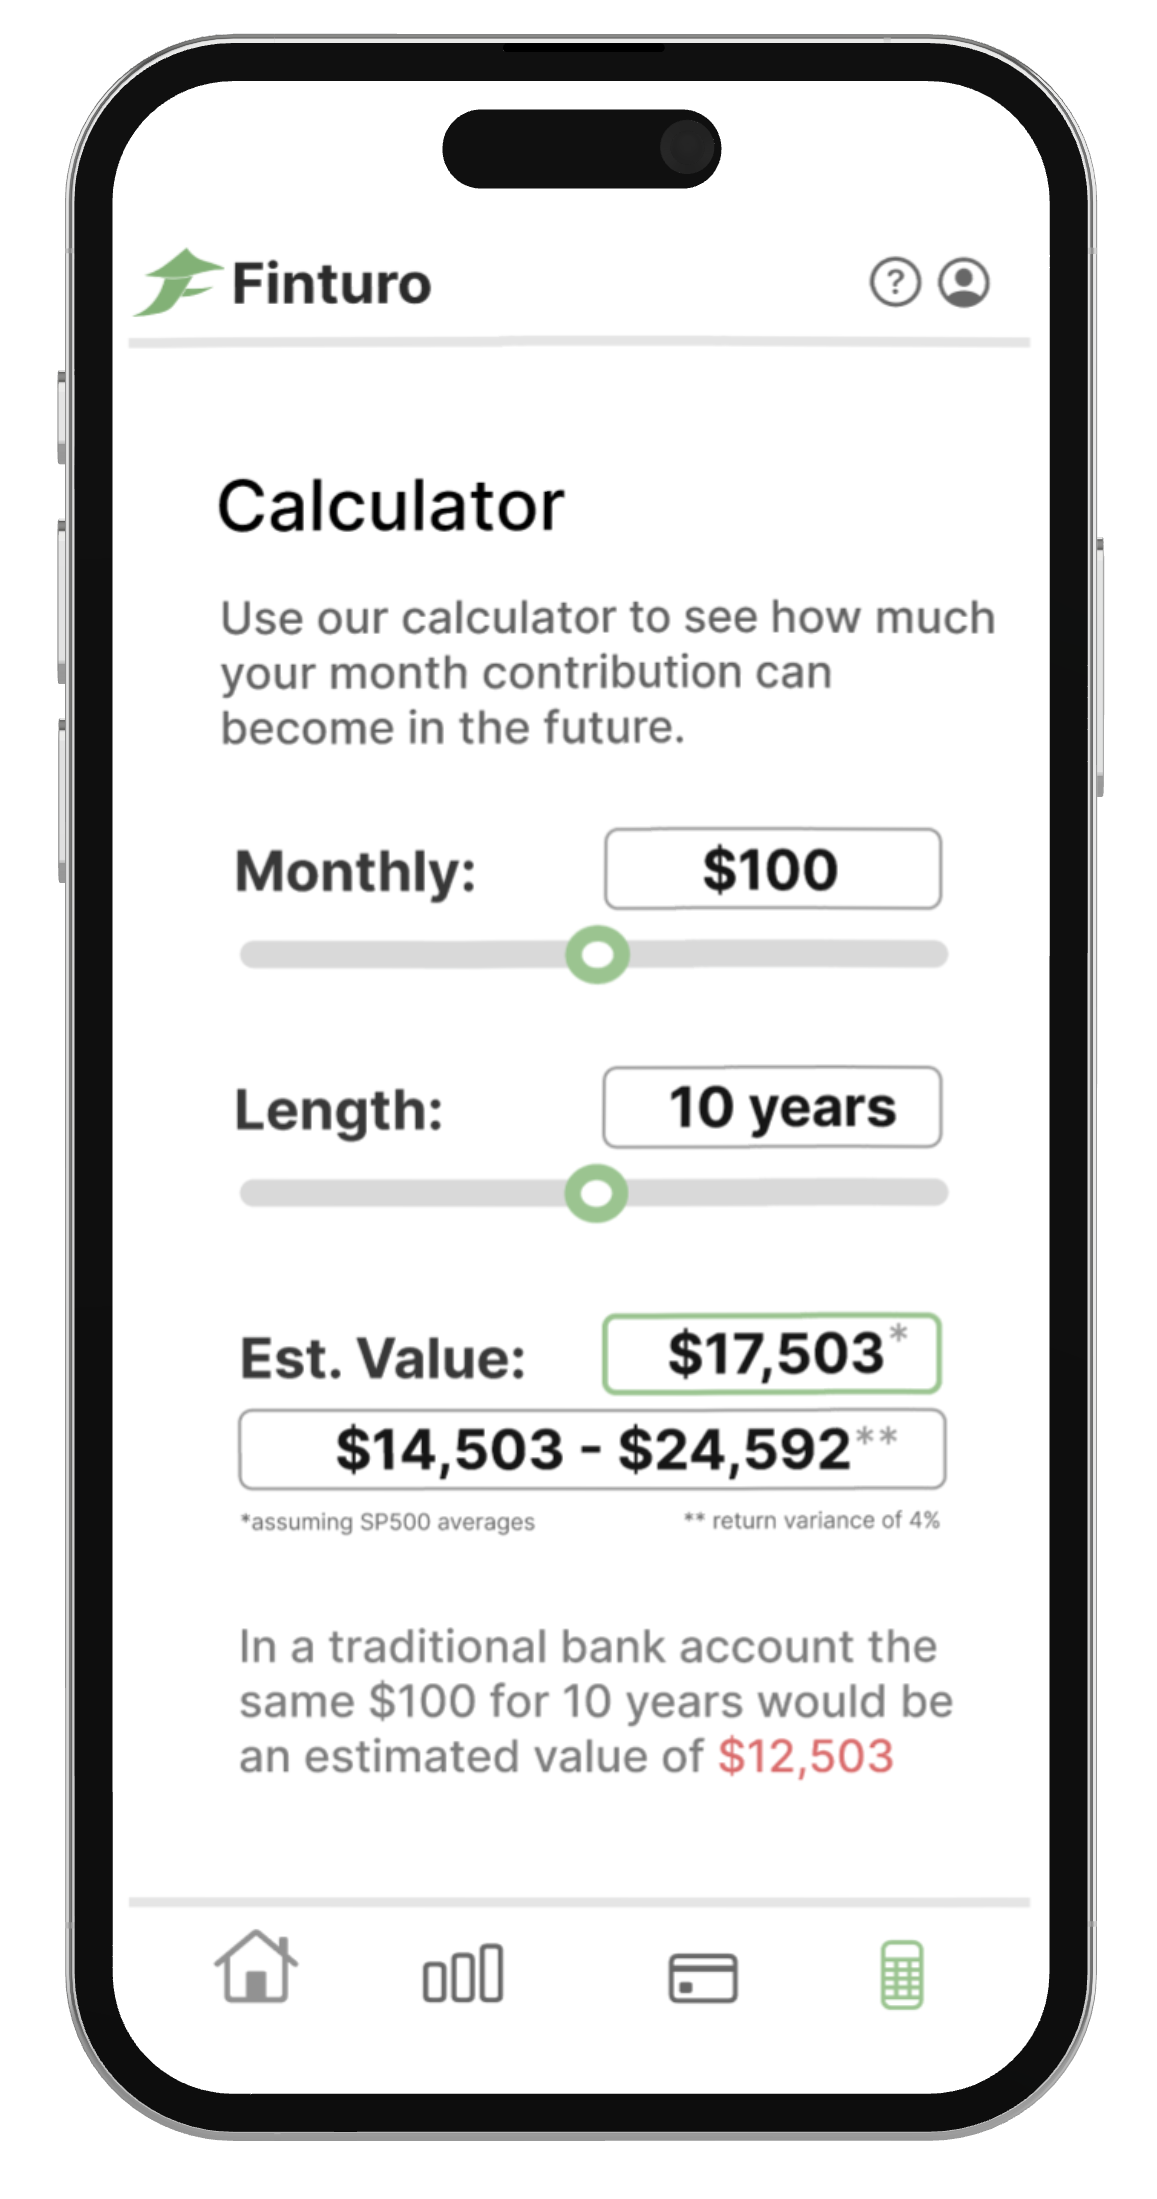 Finturo
?
Calculator
Use our calculator to see how much
your month contribution can
become in the future.
Monthly: $100
Length: 10 years
Est. Value: $17,503*
$14,503 - $24,592**
*assuming SP500 averages ** return variance of 4%
In a traditional bank account the
same $100 for 10 years would be
an estimated value of $12,503